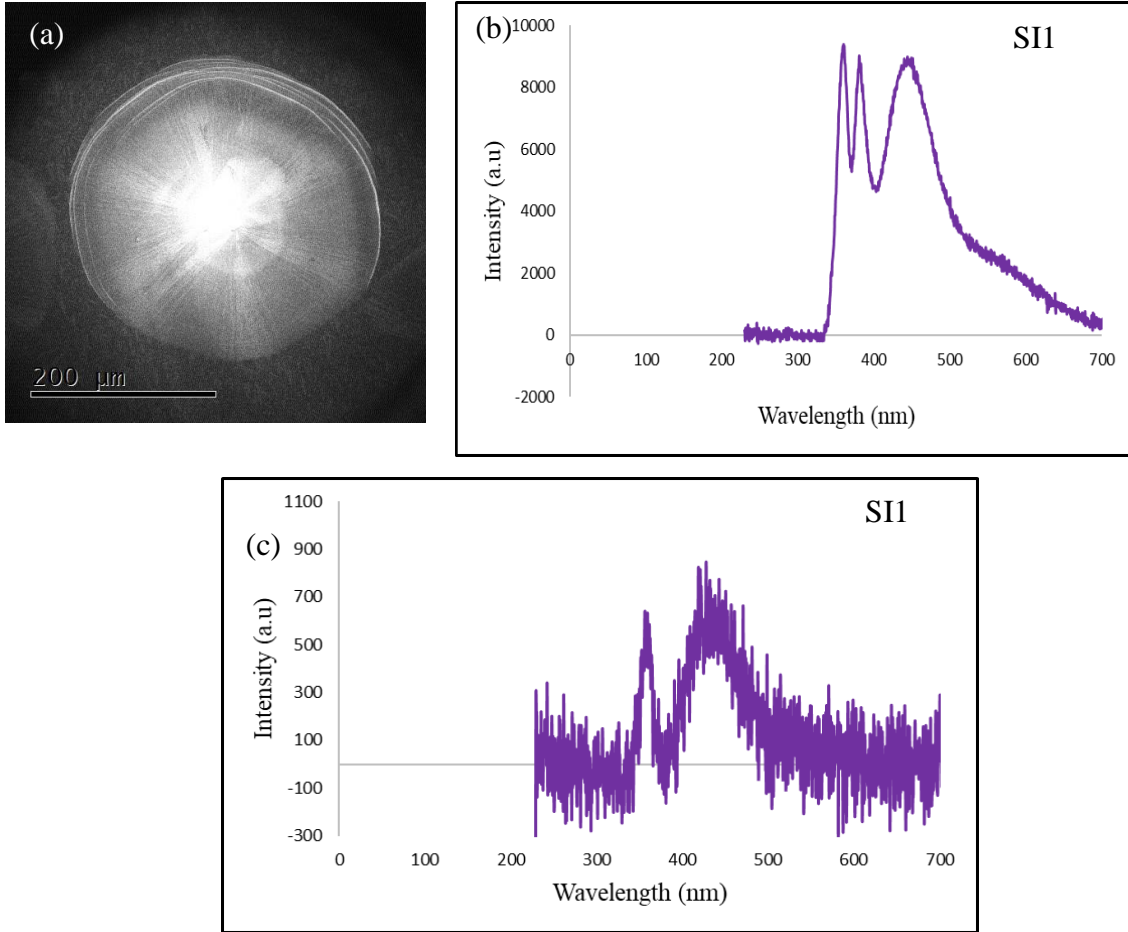 (a)
200 µm
(b)
SI1
10000
8000
6000
4000
2000
0
-2000
Intensity (a.u)
0 100 200 300 400 500 600 700
Wavelength (nm)
SI1
(c)
1100
900
700
500
300
100
-100
-300
Intensity (a.u)
0 100 200 300 400 500 600 700
Wavelength (nm)